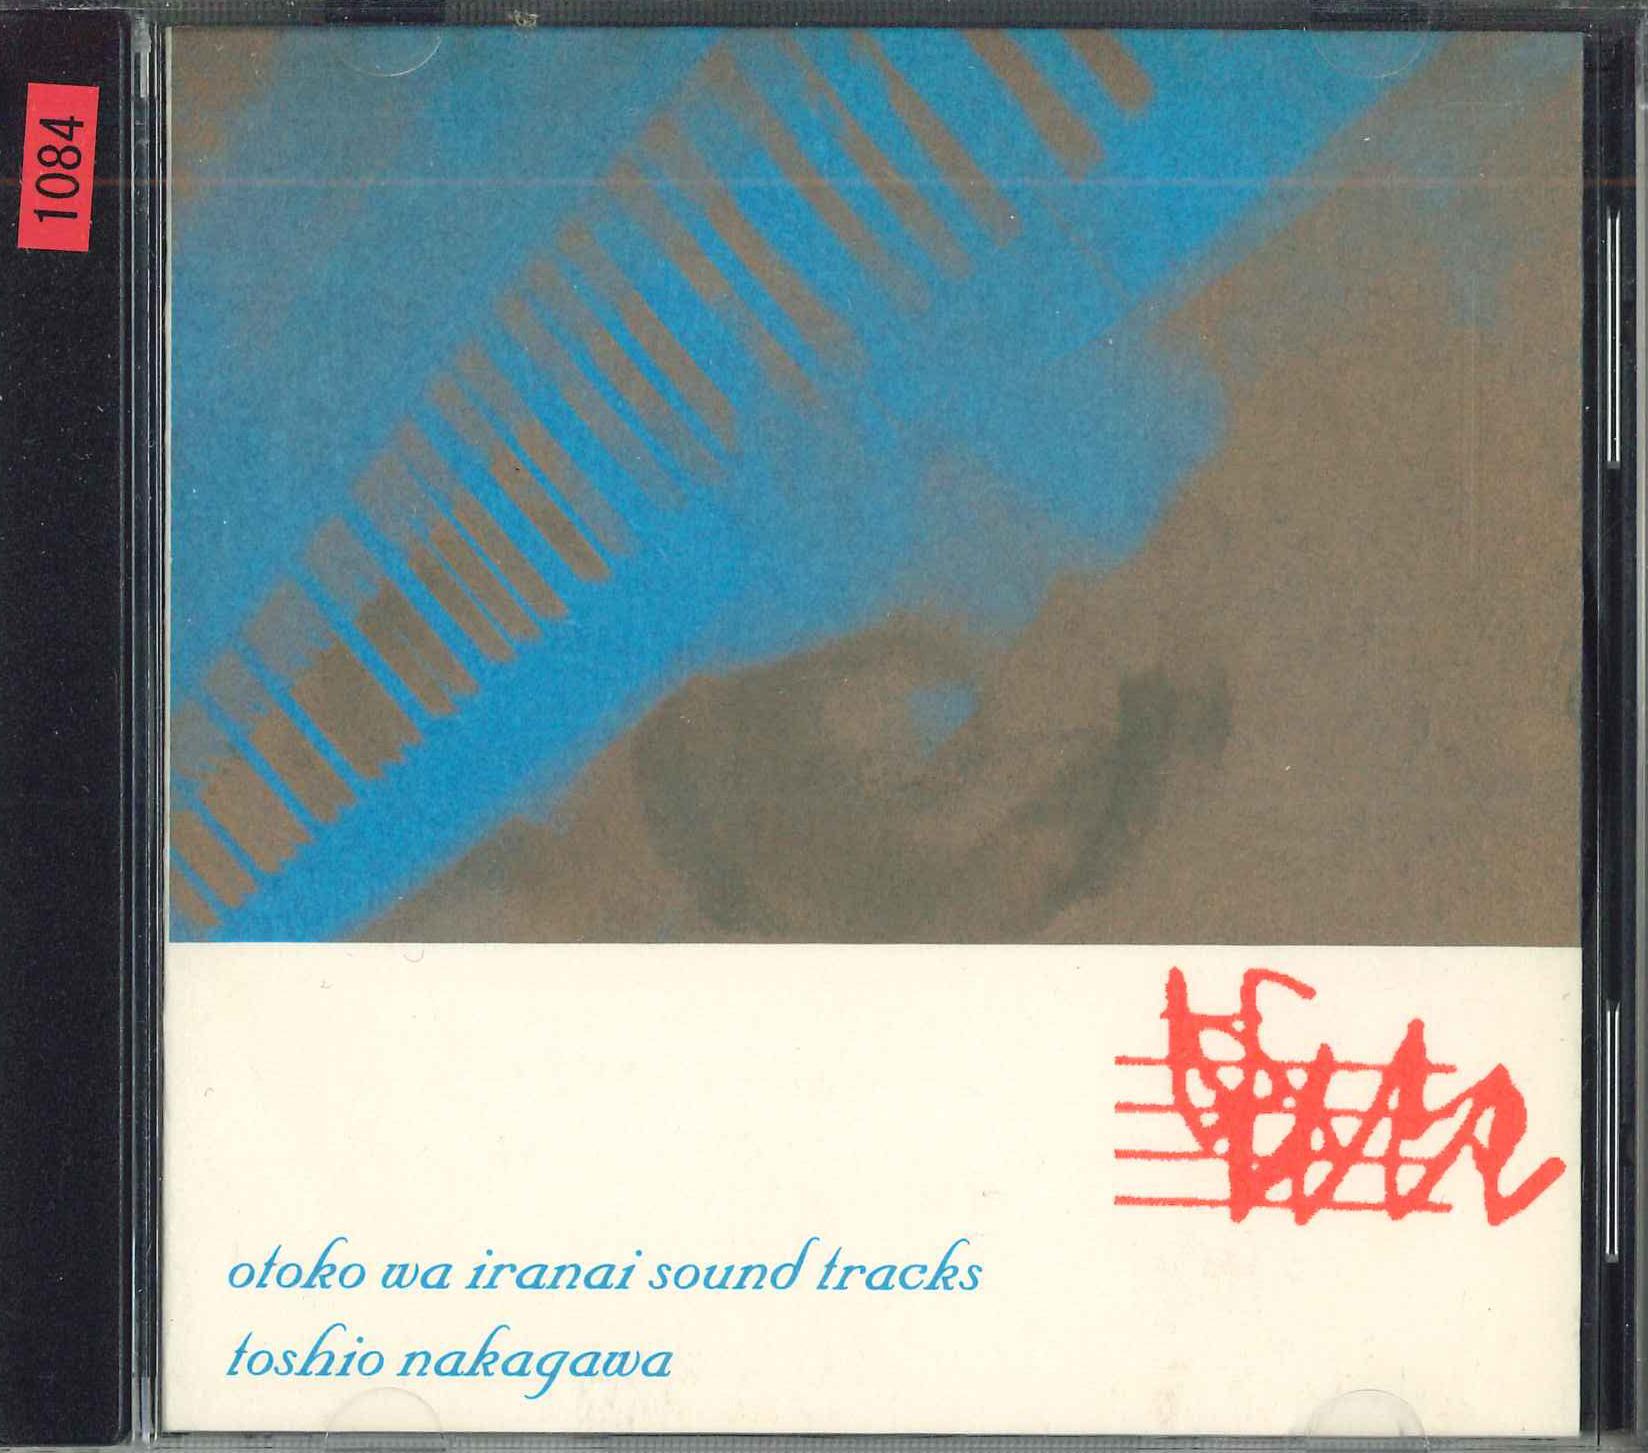 1084
otoko wa iranai sound tracks
toshio nakagawa